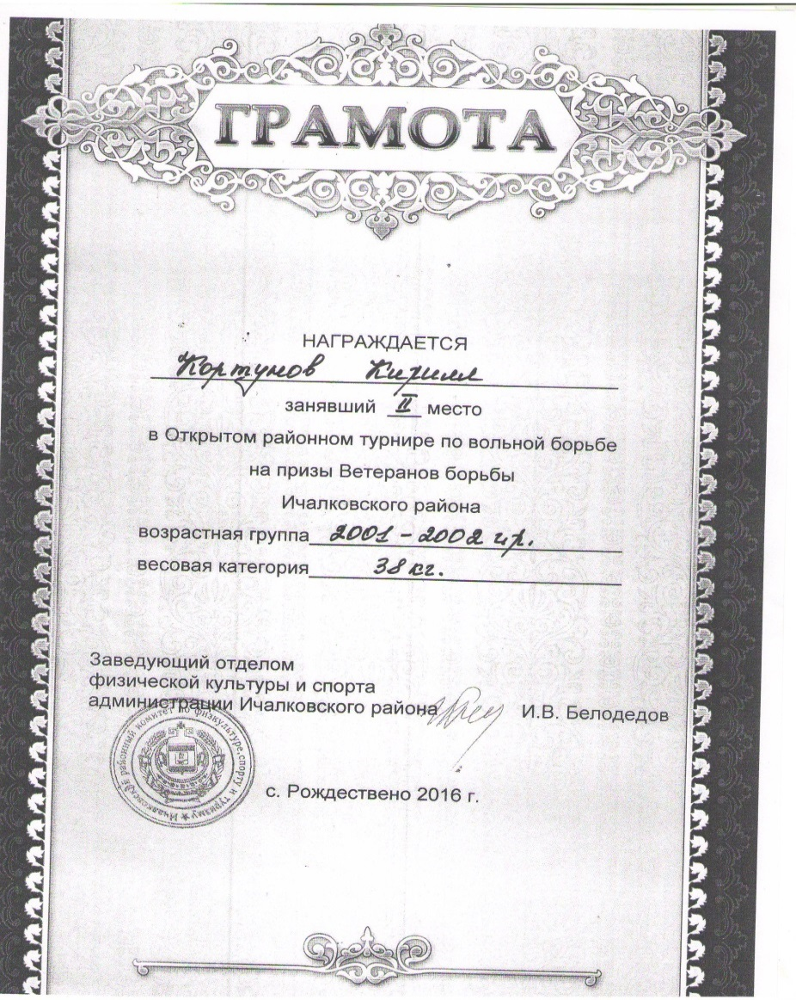 ГРАМОТА
НАГРАЖДАЕТСЯ
Кортунов Кирилл
занявший II место
в Открытом районном турнире по вольной борьбе
на призы Ветеранов борьбы
Ичалковского района
возрастная группа 2001-2002 г.р.
весовая категория 38 кг.
Заведующий отделом
физической культуры и спорта
администрации Ичалковского района И.В. Белодедов
Ичалковский районный комитет по физкультуре, спорту и туризму
с. Рождествено 2016 г.